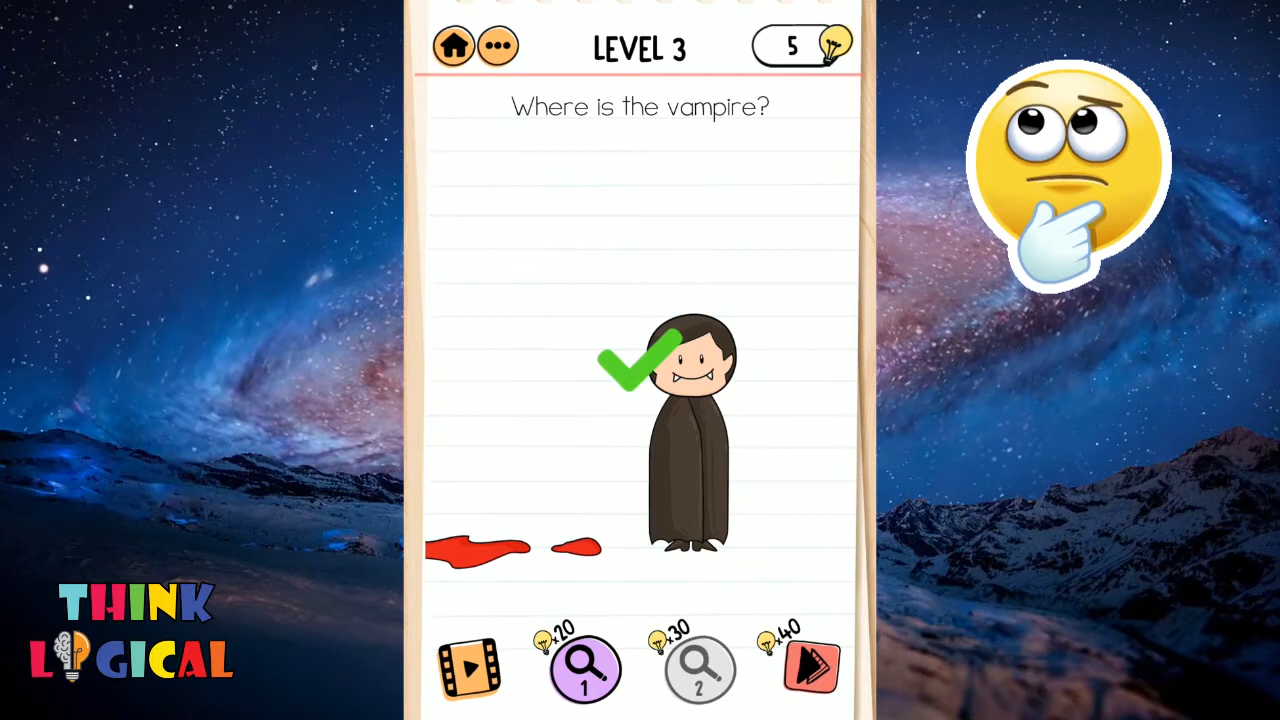 LEVEL 3
5
Where is the vampire?
x20
x30
x40
1
2
THINK
LOGICAL